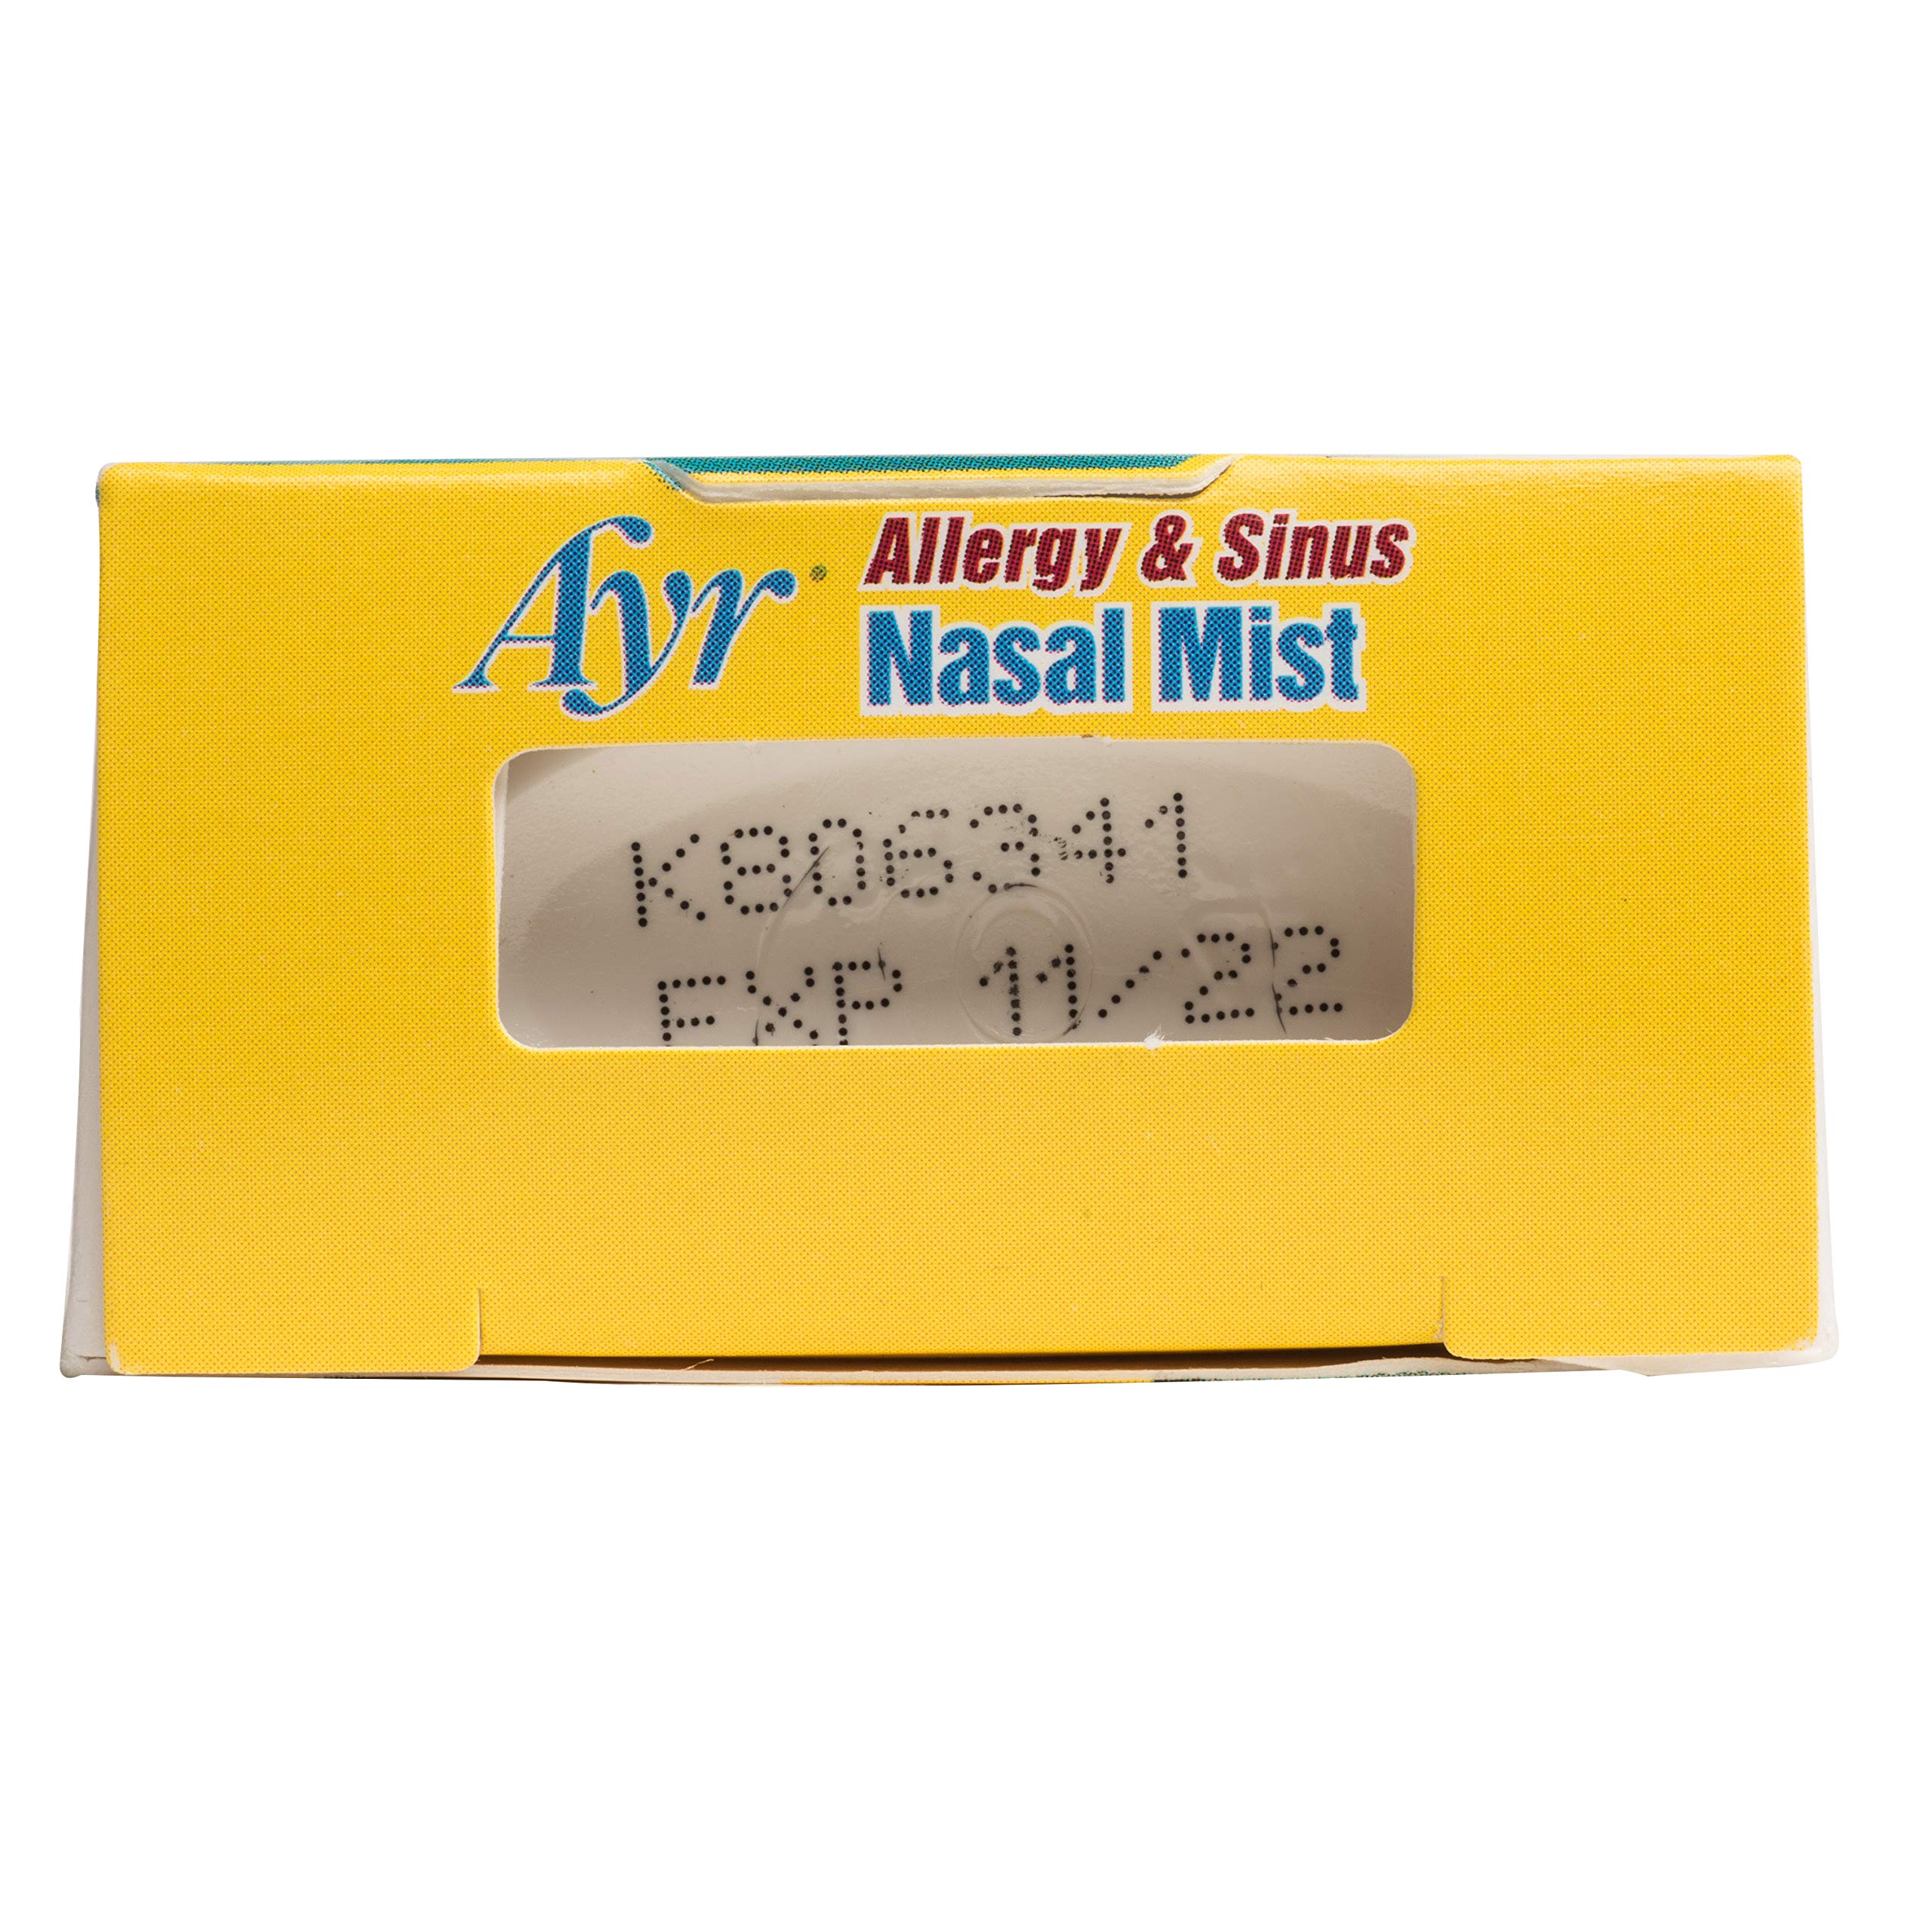 Ayr
Allergy & Sinus
Nasal Mist
K806341
EXP 11/22